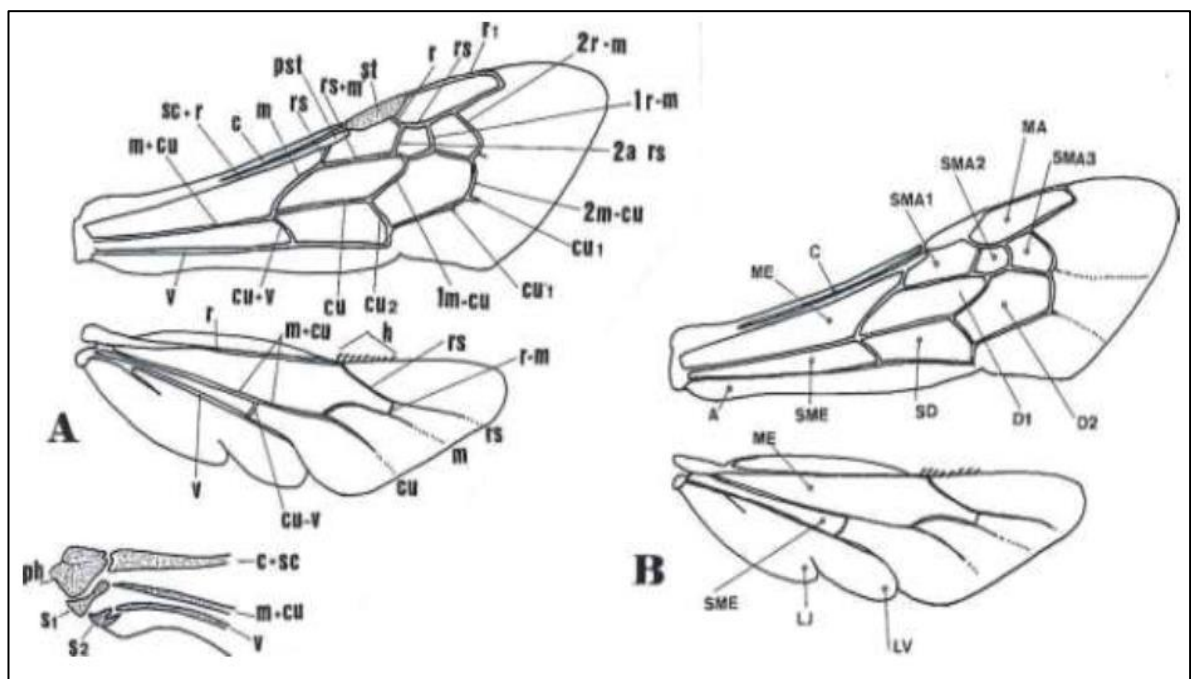 r1
rs
r
2r-m
st
rs+m
pst
rs
m
c
sc+r
m+cu
1r-m
2a rs
2m-cu
cu1
cu1
1m-cu
cu2
cu
cu+v
v
r
m+cu
h
rs
r-m
rs
m
cu
cu-v
v
A
ph
s1
s2
c+sc
m+cu
v
MA
SMA2
SMA3
SMA1
C
ME
A
SME
SD
D1
D2
ME
SME
LJ
LV
B